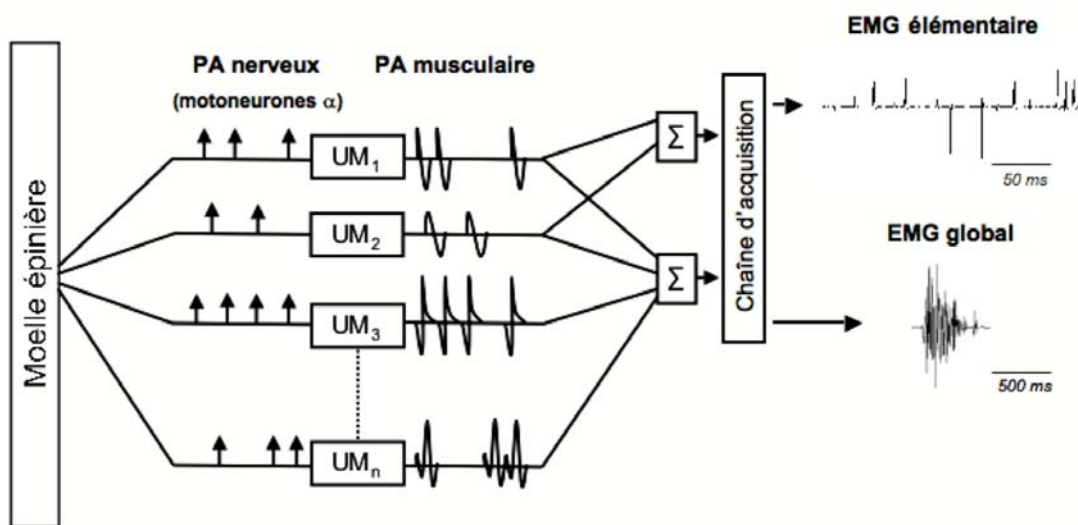 EMG élémentaire
PA nerveux
(motoneurones α)
PA musculaire
Moelle épinière
UM1
UM2
UM3
UMn
Σ
Σ
Chaîne d'acquisition
50 ms
EMG global
500 ms